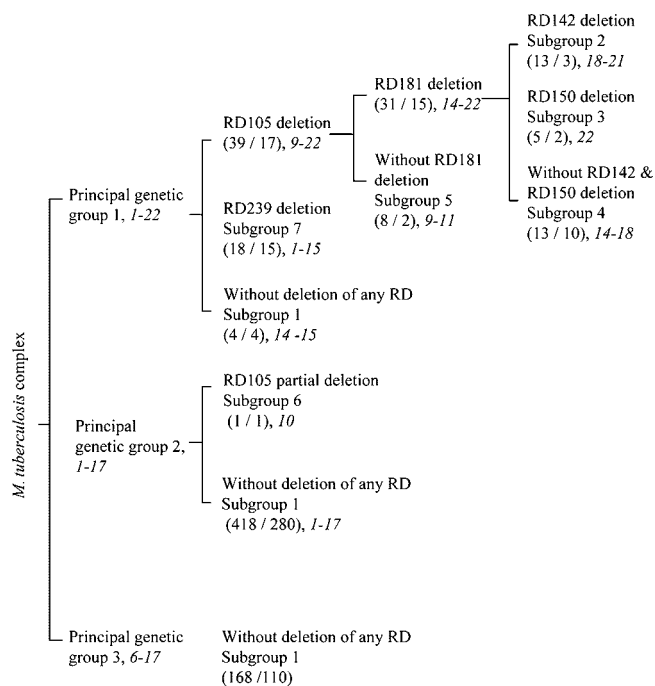 RD142 deletion
Subgroup 2
(13 / 3), 18-21
RD181 deletion
(31 / 15), 14-22
RD150 deletion
Subgroup 3
(5 / 2), 22
RD105 deletion
(39 / 17), 9-22
Without RD181
deletion
Subgroup 5
(8 / 2), 9-11
Without RD142 &
RD150 deletion
Subgroup 4
(13 / 10), 14-18
Principal genetic
group 1, 1-22
RD239 deletion
Subgroup 7
(18 / 15), 1-15
Without deletion of any RD
Subgroup 1
(4 / 4), 14 -15
M. tuberculosis complex
RD105 partial deletion
Subgroup 6
(1 / 1), 10
Principal
genetic group 2,
1-17
Without deletion of any RD
Subgroup 1
(418 / 280), 1-17
Principal genetic
group 3, 6-17
Without deletion of any RD
Subgroup 1
(168 /110)